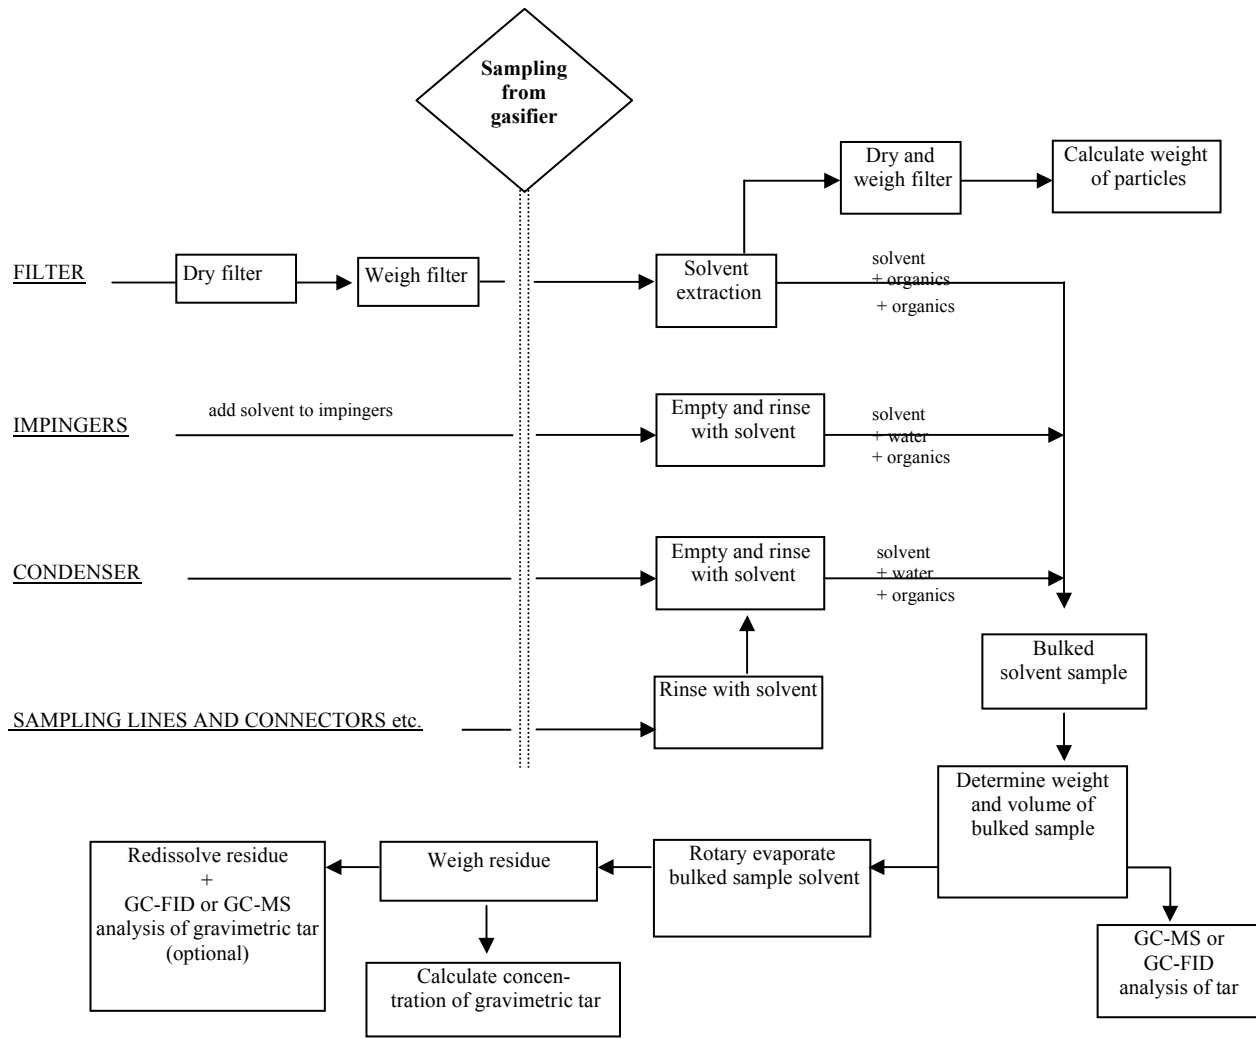 Sampling
from
gasifier
Dry and
weigh filter
Calculate weight
of particles
FILTER
Dry filter
Weigh filter
Solvent
extraction
solvent
+ organics
+ organics
IMPINGERS
add solvent to impingers
Empty and rinse
with solvent
solvent
+ water
+ organics
CONDENSER
Empty and rinse
with solvent
solvent
+ water
+ organics
Bulked
solvent sample
Rinse with solvent
SAMPLING LINES AND CONNECTORS etc.
Determine weight
and volume of
bulked sample
Redissolve residue
+
GC-FID or GC-MS
analysis of gravimetric tar
(optional)
Weigh residue
Rotary evaporate
bulked sample solvent
GC-MS or
GC-FID
analysis of tar
Calculate concen-
tration of gravimetric tar